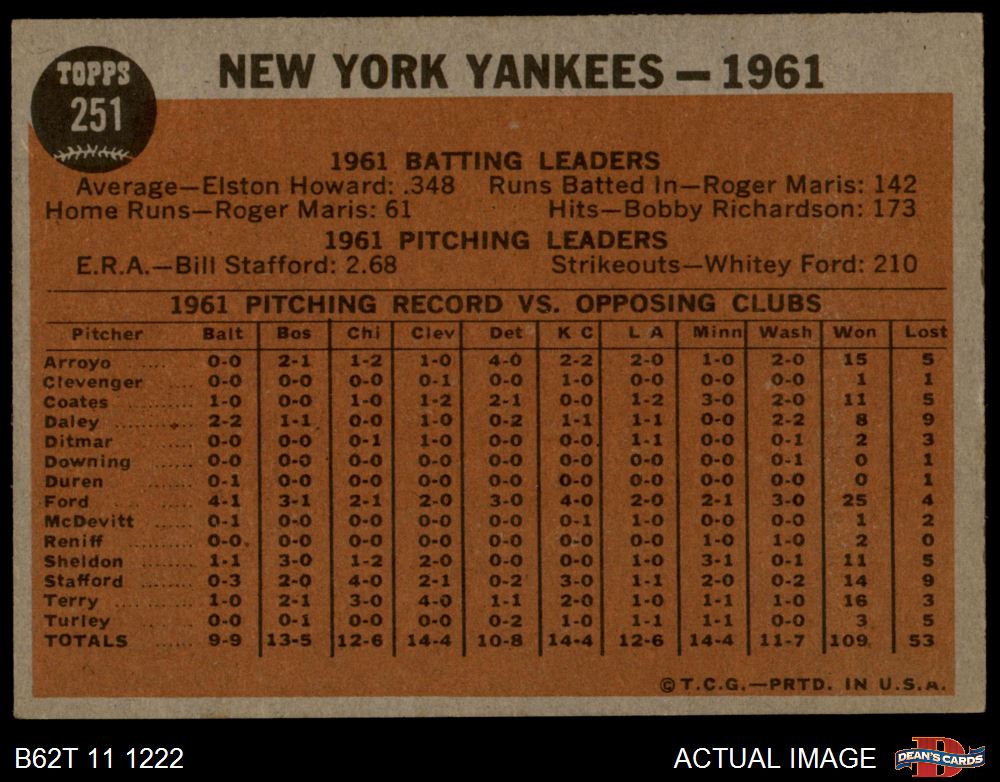 TOPPS
251
NEW YORK YANKEES — 1961
1961 BATTING LEADERS
Average—Elston Howard: .348 Runs Batted In—Roger Maris: 142
Home Runs—Roger Maris: 61 Hits—Bobby Richardson: 173
1961 PITCHING LEADERS
E.R.A.—Bill Stafford: 2.68 Strikeouts—Whitey Ford: 210
1961 PITCHING RECORD VS. OPPOSING CLUBS
Pitcher Balt Bos Chi Clev Det K C L A Minn Wash Won Lost
Arroyo .... 0-0 2-1 1-2 1-0 4-0 2-2 2-0 1-0 2-0 15 5
Clevenger .... 0-0 0-0 0-0 0-1 0-0 1-0 0-0 0-0 0-0 1 1
Coates ......... 1-0 0-0 1-0 1-2 2-1 0-0 1-2 3-0 2-0 11 5
Daley .......... 2-2 1-1 0-0 1-0 0-2 1-1 1-1 0-0 2-2 8 9
Ditmar ........ 0-0 0-0 0-1 1-0 0-0 0-0 1-1 0-0 0-1 2 3
Downing ...... 0-0 0-0 0-0 0-0 0-0 0-0 0-0 0-0 0-1 0 1
Duren ......... 0-1 0-0 0-0 0-0 0-0 0-0 0-0 0-0 0-0 0 1
Ford ............ 4-1 3-1 2-1 2-0 3-0 4-0 2-0 2-1 3-0 25 4
McDevitt ...... 0-1 0-0 0-0 0-0 0-0 0-1 1-0 0-0 0-0 1 2
Reniff ......... 0-0 0-0 0-0 0-0 0-0 0-0 0-0 1-0 1-0 2 0
Sheldon ...... 1-1 3-0 1-2 2-0 0-0 0-0 1-0 3-1 0-1 11 5
Stafford ....... 0-3 2-0 4-0 2-1 0-2 3-0 1-1 2-0 0-2 14 9
Terry .......... 1-0 2-1 3-0 4-0 1-1 2-0 1-0 1-1 1-0 16 3
Turley ......... 0-0 0-1 0-0 0-0 0-2 1-0 1-1 1-1 0-0 3 5
TOTALS ...... 9-9 13-5 12-6 14-4 10-8 14-4 12-6 14-4 11-7 109 53
©T.C.G.—PRTD. IN U.S.A.
B62T 11 1222 ACTUAL IMAGE D DEAN'S CARDS